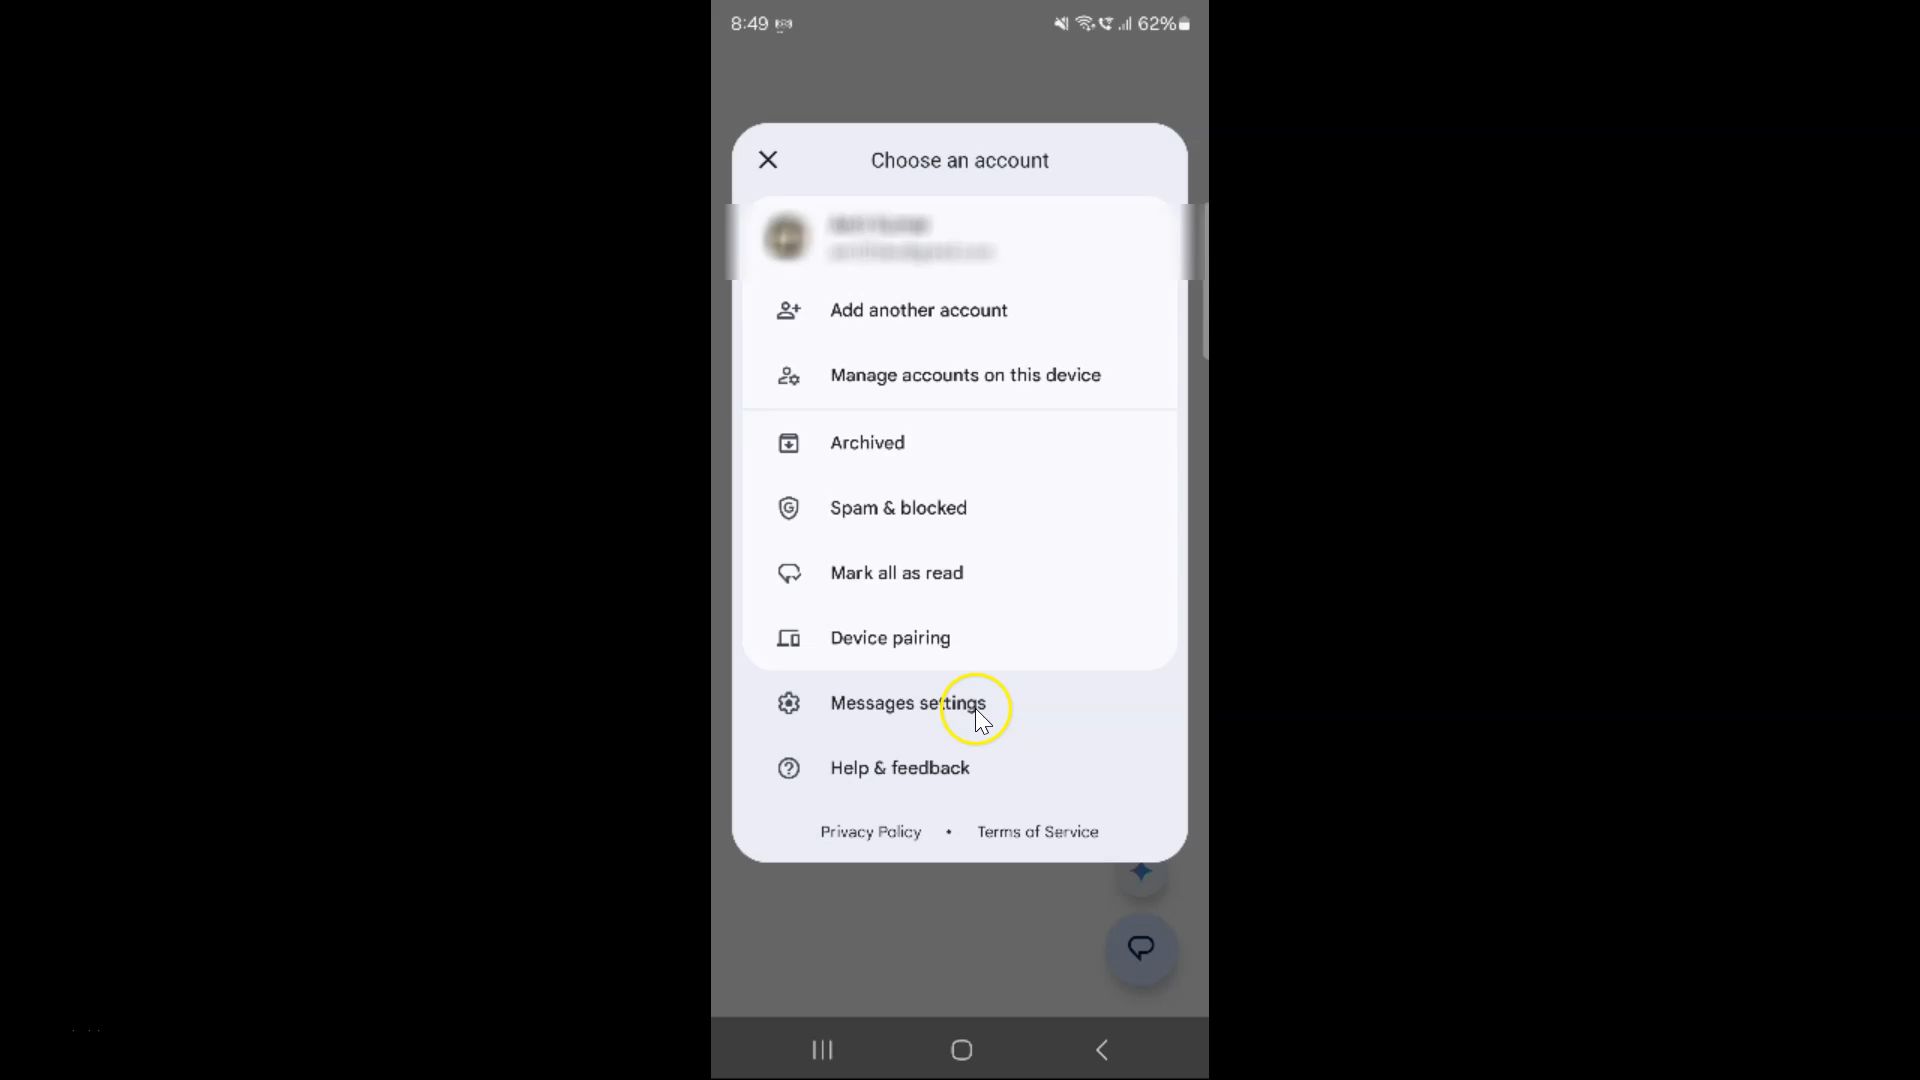 8:49
62%
Choose an account
Add another account
Manage accounts on this device
Archived
Spam & blocked
Mark all as read
Device pairing
Messages settings
Help & feedback
Privacy Policy • Terms of Service